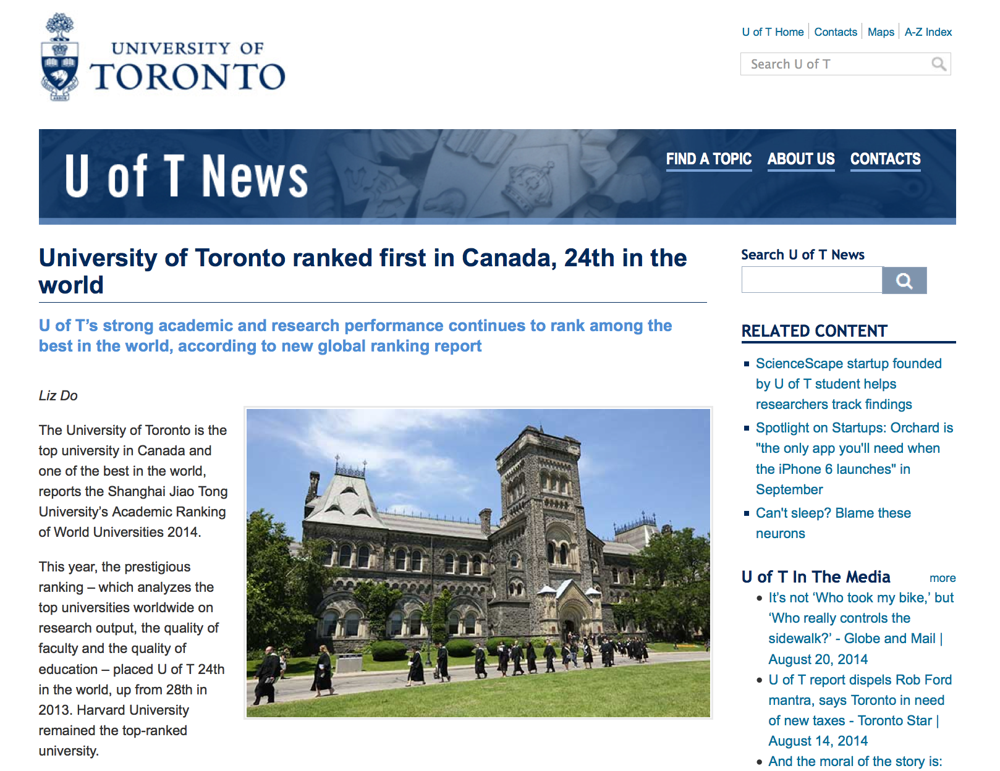 UNIVERSITY OF
TORONTO
U of T Home
Contacts
Maps
A-Z Index
Search U of T
U of T News
FIND A TOPIC
ABOUT US
CONTACTS
University of Toronto ranked first in Canada, 24th in the
world
U of T’s strong academic and research performance continues to rank among the
best in the world, according to new global ranking report
Liz Do
The University of Toronto is the
top university in Canada and
one of the best in the world,
reports the Shanghai Jiao Tong
University’s Academic Ranking
of World Universities 2014.
This year, the prestigious
ranking – which analyzes the
top universities worldwide on
research output, the quality of
faculty and the quality of
education – placed U of T 24th
in the world, up from 28th in
2013. Harvard University
remained the top-ranked
university.
Search U of T News
RELATED CONTENT
ScienceScape startup founded
by U of T student helps
researchers track findings
Spotlight on Startups: Orchard is
"the only app you'll need when
the iPhone 6 launches" in
September
Can't sleep? Blame these
neurons
U of T In The Media
more
It’s not ‘Who took my bike,’ but
‘Who really controls the
sidewalk?’ - Globe and Mail |
August 20, 2014
U of T report dispels Rob Ford
mantra, says Toronto in need
of new taxes - Toronto Star |
August 14, 2014
And the moral of the story is: